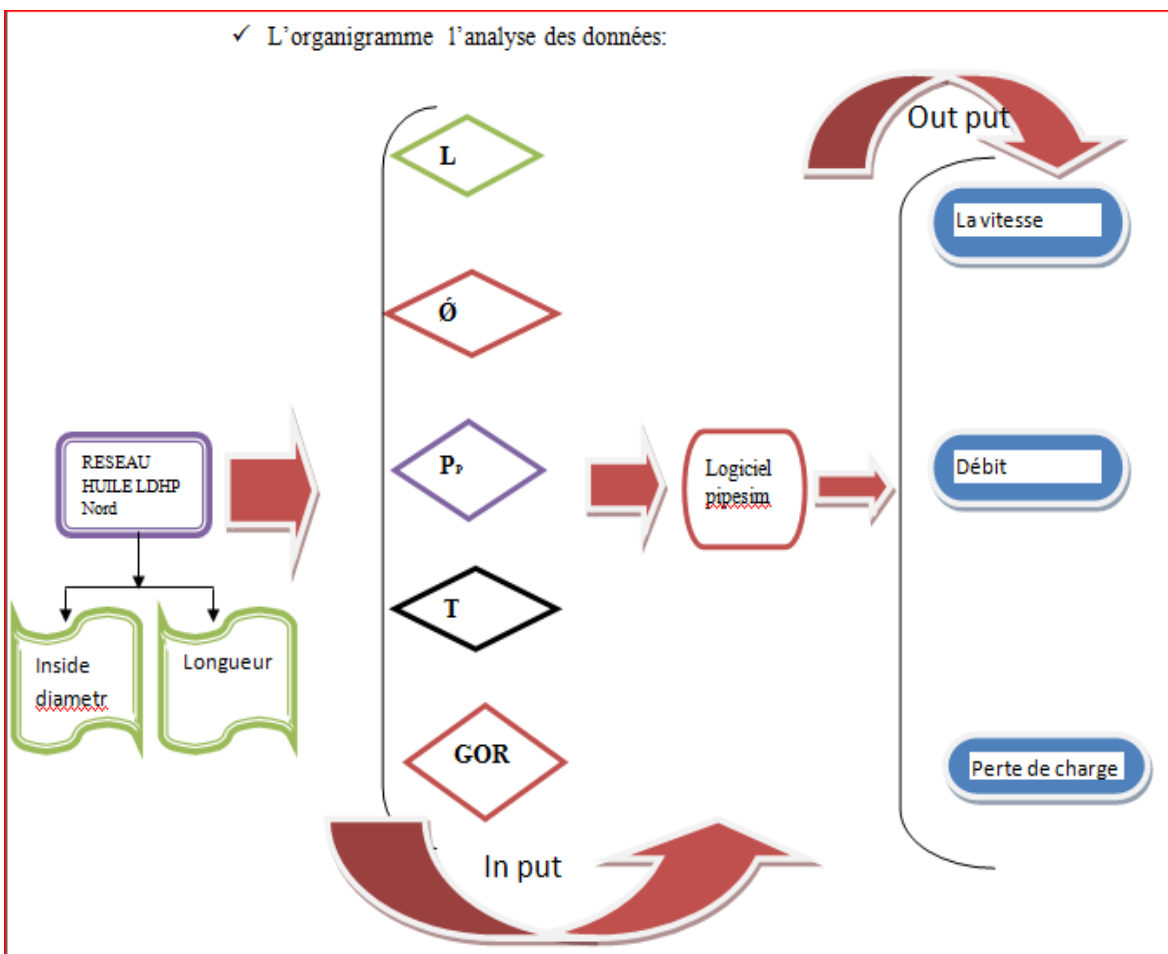 ✓ L'organigramme l'analyse des données:
Out put
L
La vitesse
Ǿ
RESEAU
HUILE LDHP
Nord
P_P
Logiciel
pipesim
Débit
T
Inside
diametr
Longueur
GOR
Perte de charge
In put